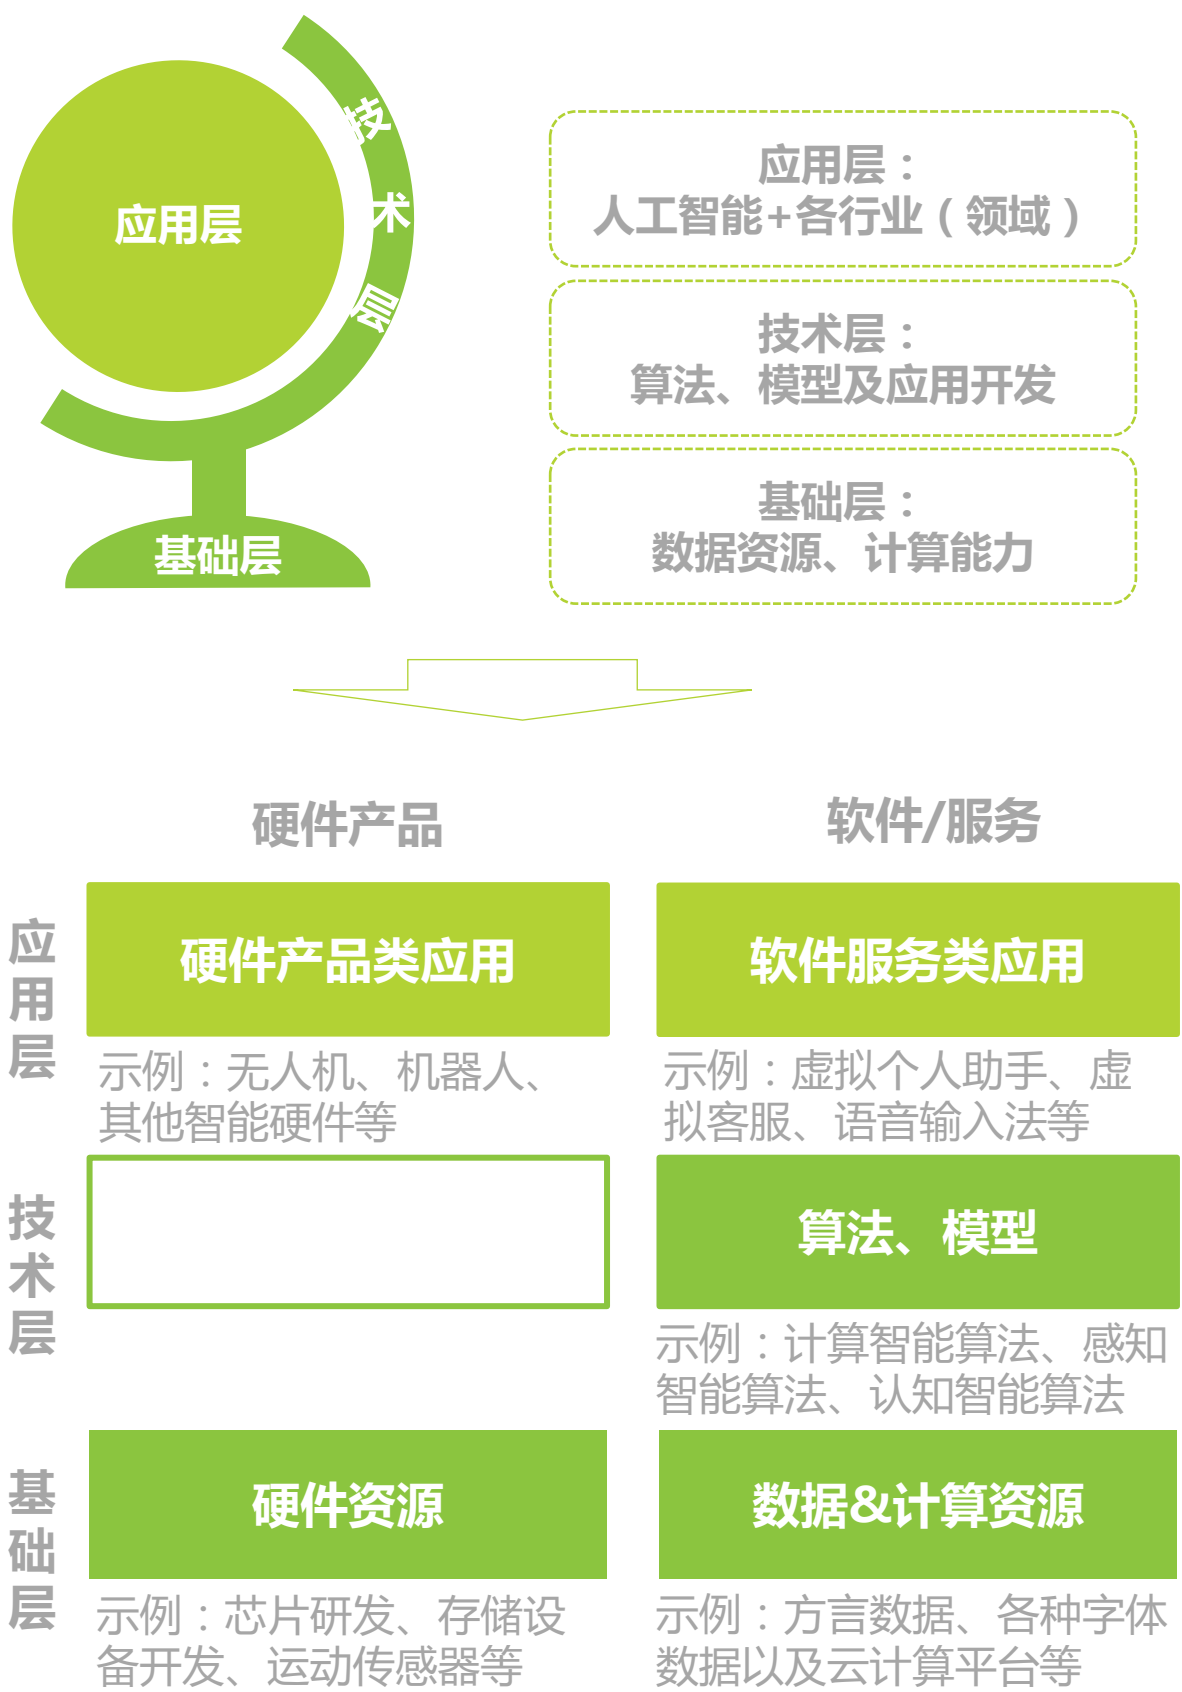 应用层
技术层
基础层
应用层：
人工智能+各行业（领域）
技术层：
算法、模型及应用开发
基础层：
数据资源、计算能力
硬件产品
软件/服务
应用层
硬件产品类应用
示例：无人机、机器人、
其他智能硬件等
软件服务类应用
示例：虚拟个人助手、虚
拟客服、语音输入法等
技术层
算法、模型
示例：计算智能算法、感知
智能算法、认知智能算法
基础层
硬件资源
示例：芯片研发、存储设
备开发、运动传感器等
数据&计算资源
示例：方言数据、各种字体
数据以及云计算平台等